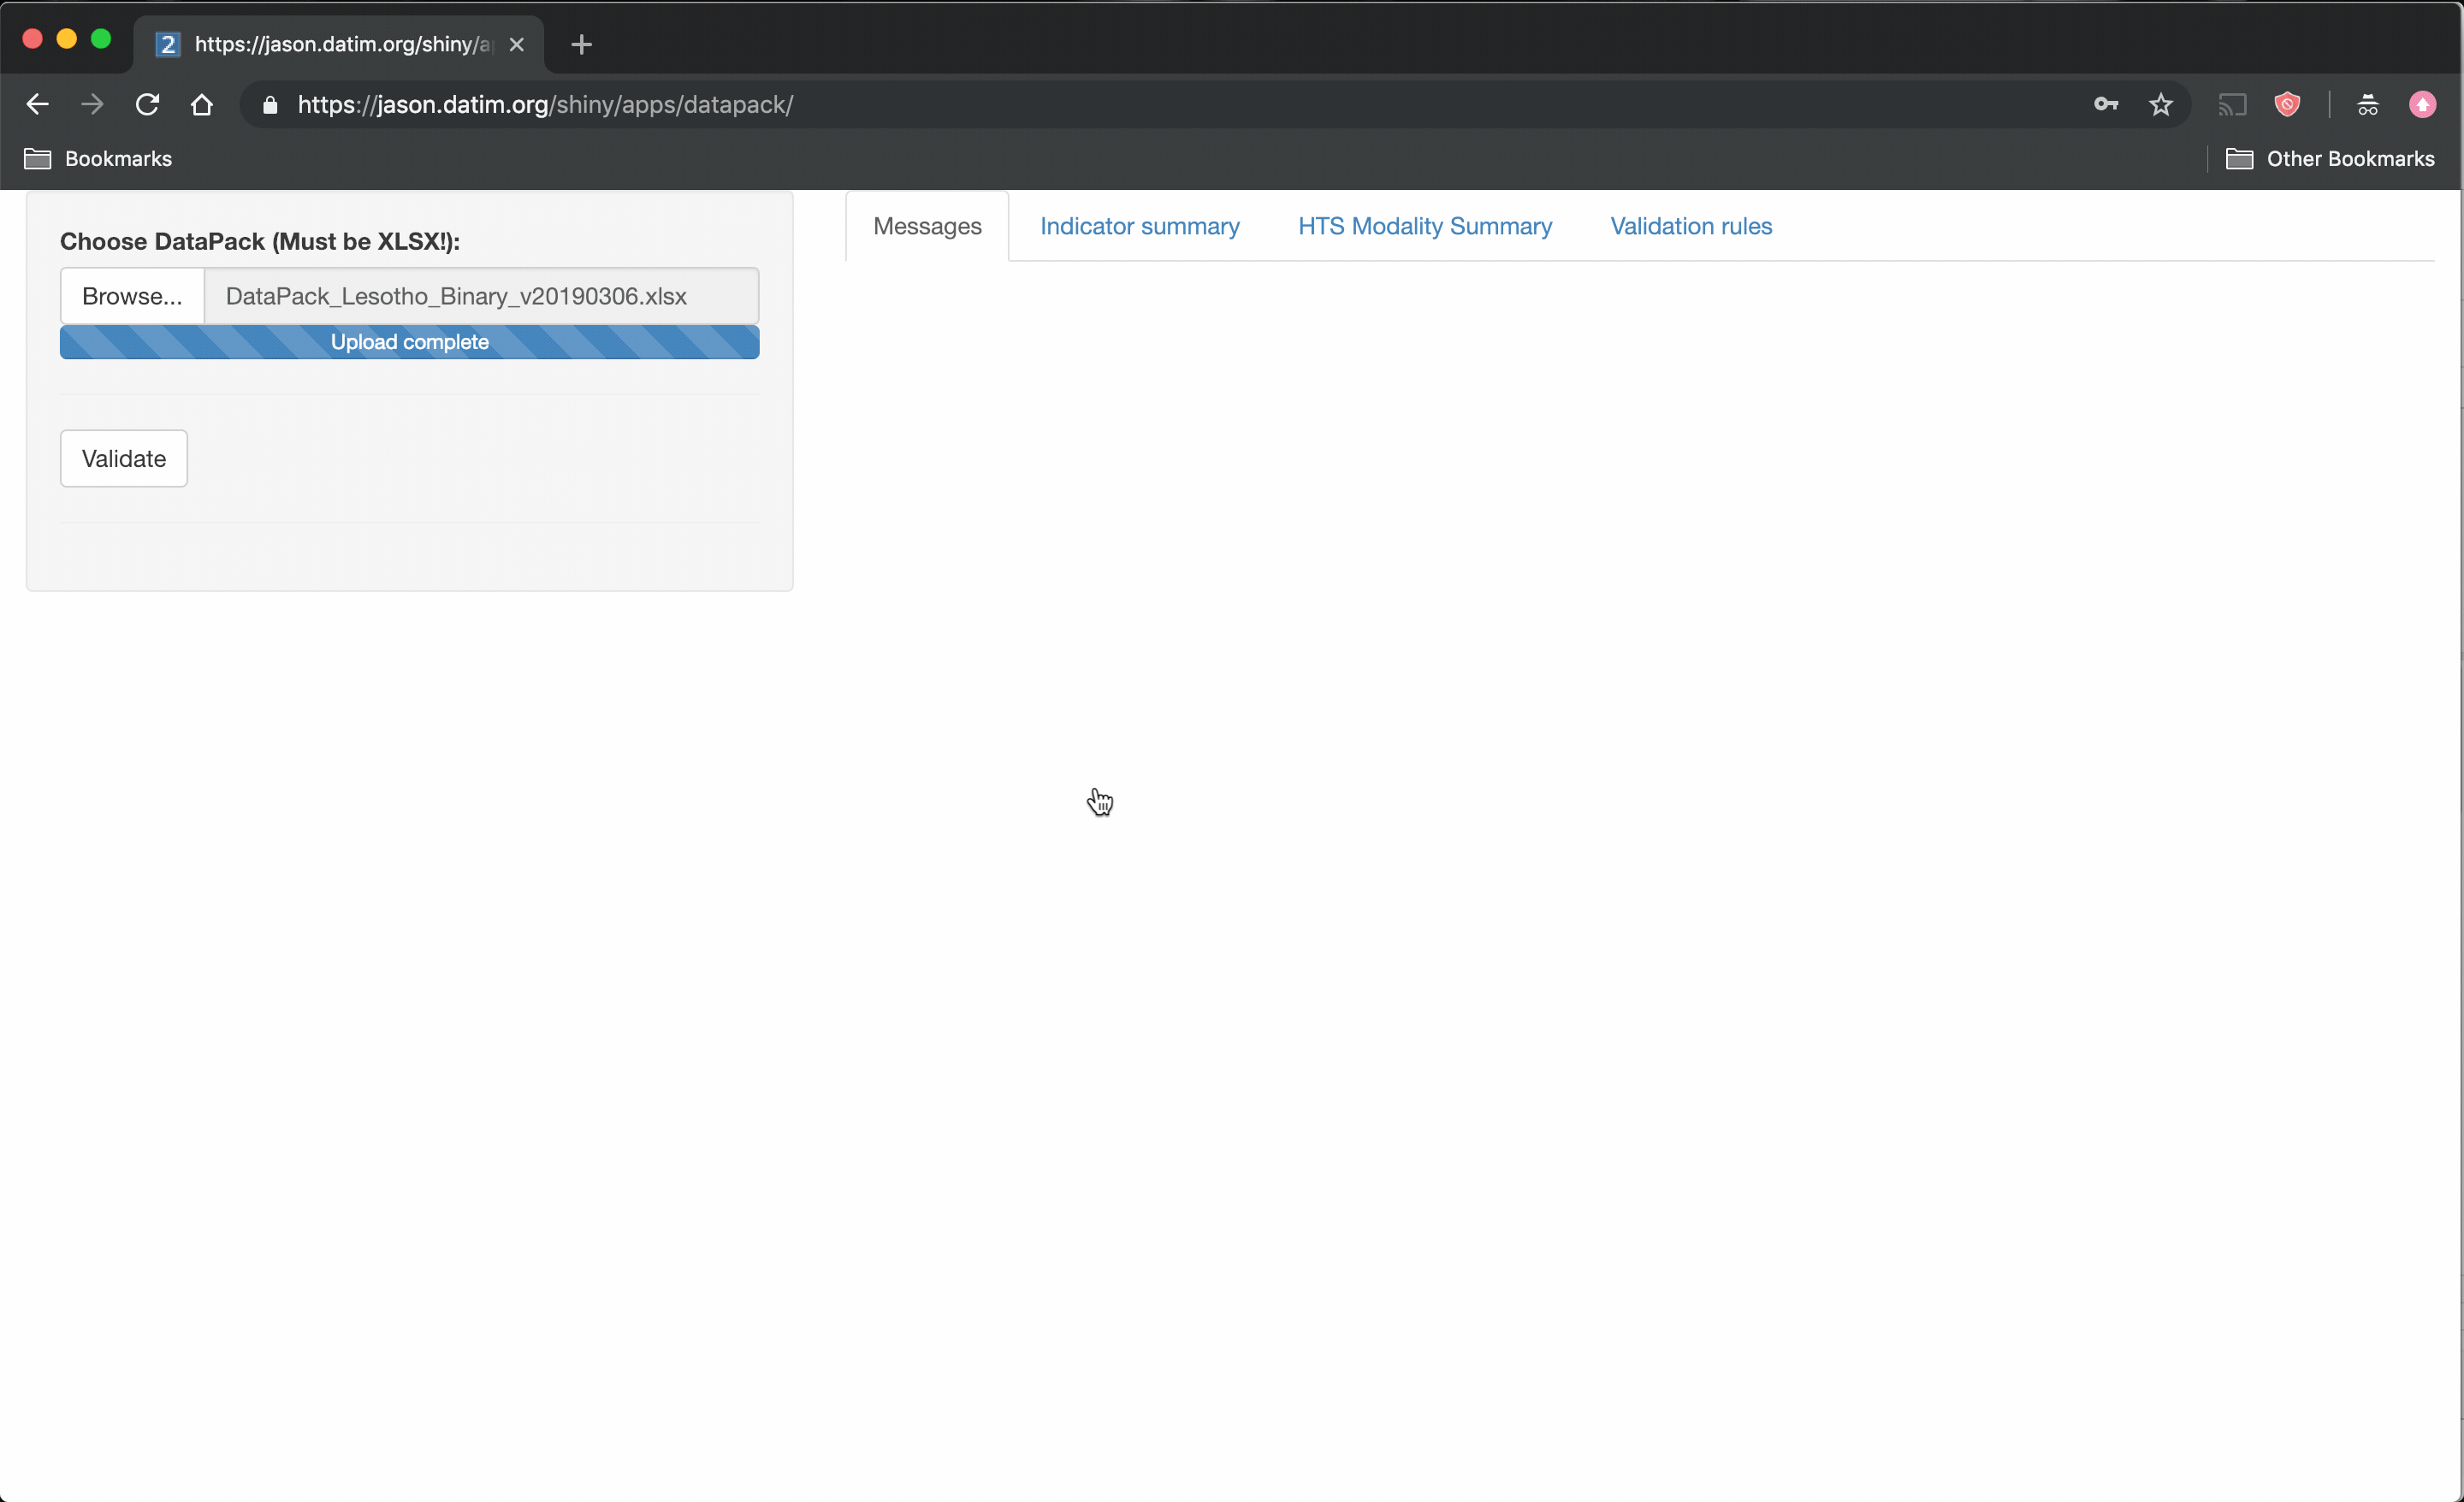 2 https://jason.datim.org/shiny/a
https://jason.datim.org/shiny/apps/datapack/
Bookmarks
Other Bookmarks
Choose DataPack (Must be XLSX!):
Browse... DataPack_Lesotho_Binary_v20190306.xlsx
Upload complete
Validate
Messages Indicator summary HTS Modality Summary Validation rules